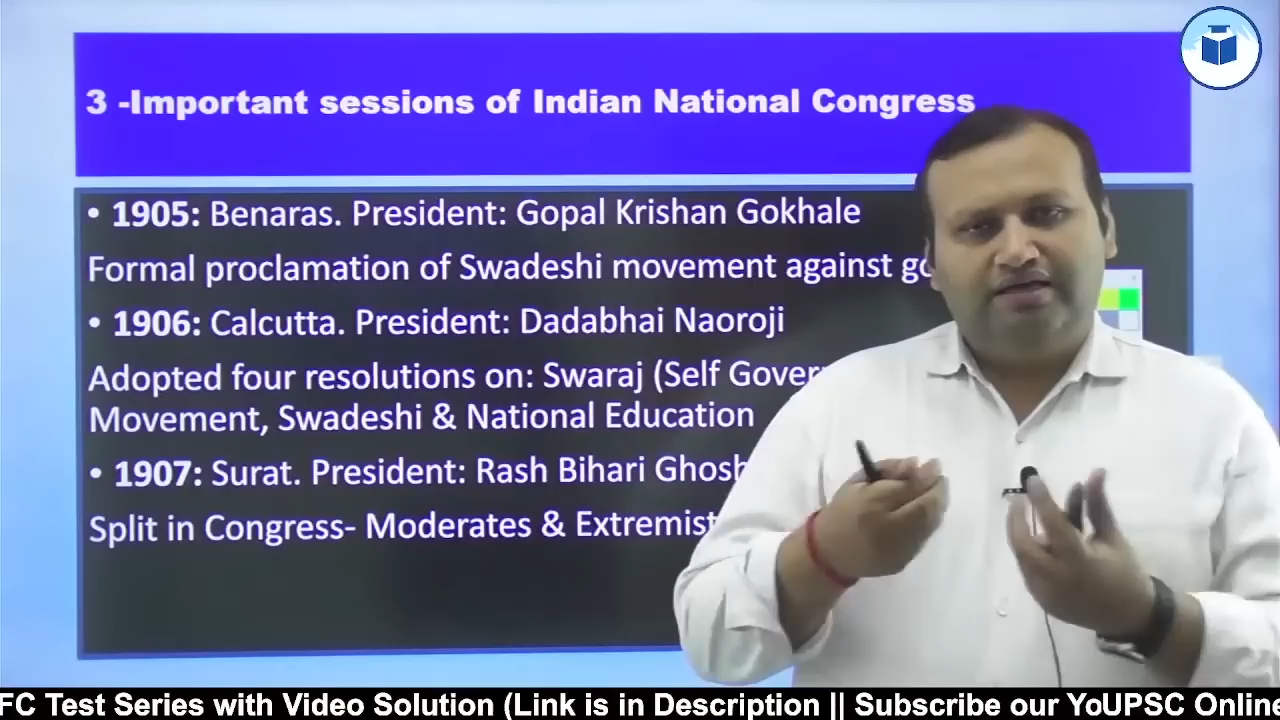 3 -Important sessions of Indian National Congress
• 1905: Benaras. President: Gopal Krishan Gokhale
Formal proclamation of Swadeshi movement against
• 1906: Calcutta. President: Dadabhai Naoroji
Adopted four resolutions on: Swaraj (Self
Movement, Swadeshi & National Education
• 1907: Surat. President: Rash Bihari Ghosh
Split in Congress- Moderates & Extremist
FC Test Series with Video Solution (Link is in Description || Subscribe our YoUPSC Online